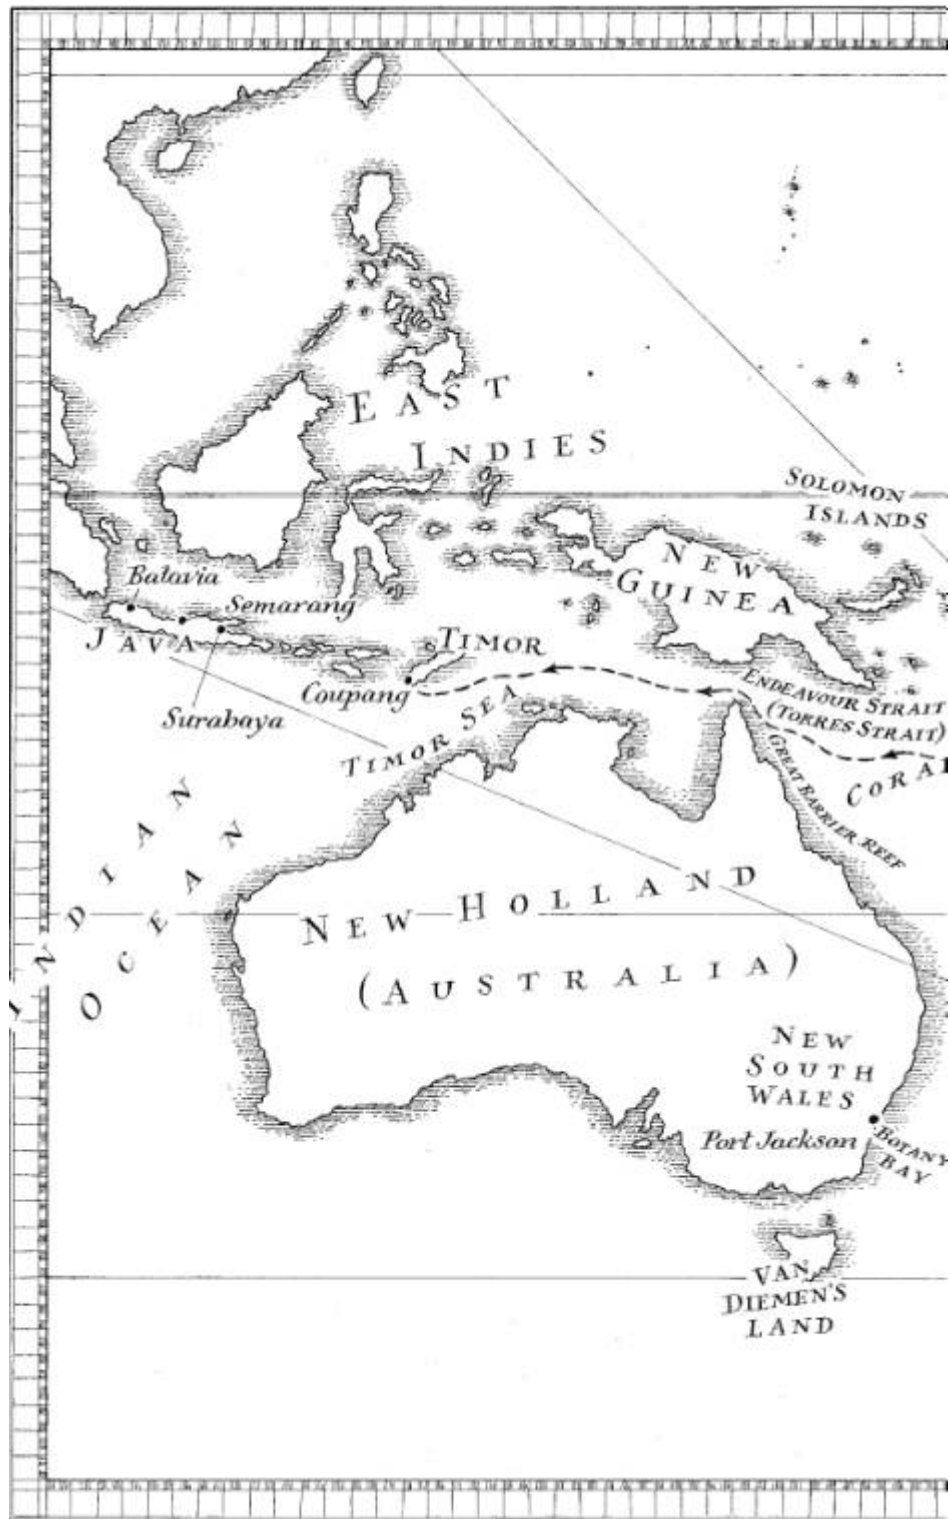 EAST
INDIES
SOLOMON
ISLANDS
NEW
GUINEA
Batavia
Semarang
JAVA
TIMOR
Coupang
Surabaya
ENDEAVOUR STRAIT
(TORRES STRAIT)
TIMOR SEA
GREAT BARRIER REEF
CORAL
INDIAN
OCEAN
NEW HOLLAND
(AUSTRALIA)
NEW
SOUTH
WALES
Port Jackson
BOTANY
BAY
VAN
DIEMEN'S
LAND